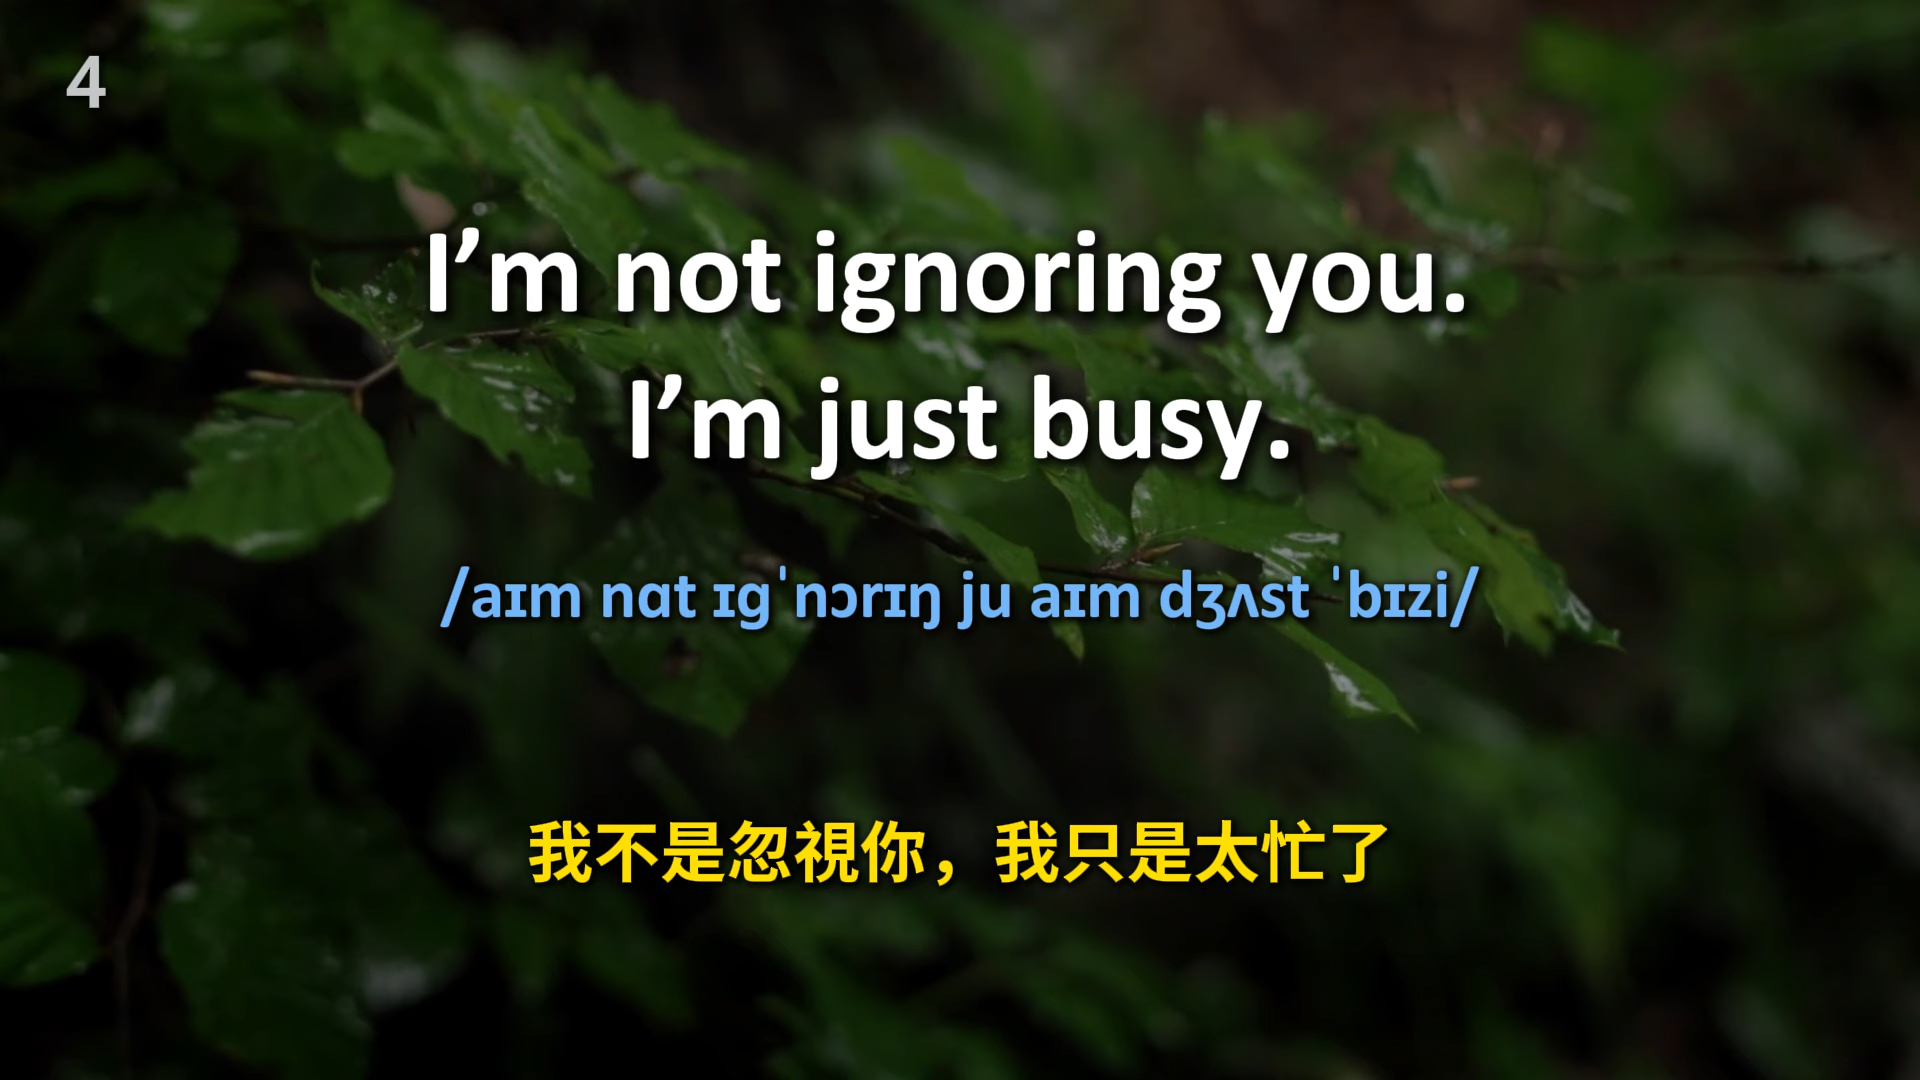 4
I’m not ignoring you.
I’m just busy.
/aɪm nɑt ɪgˈnɔrɪŋ ju aɪm dʒʌst ˈbɪzi/
我不是忽視你，我只是太忙了